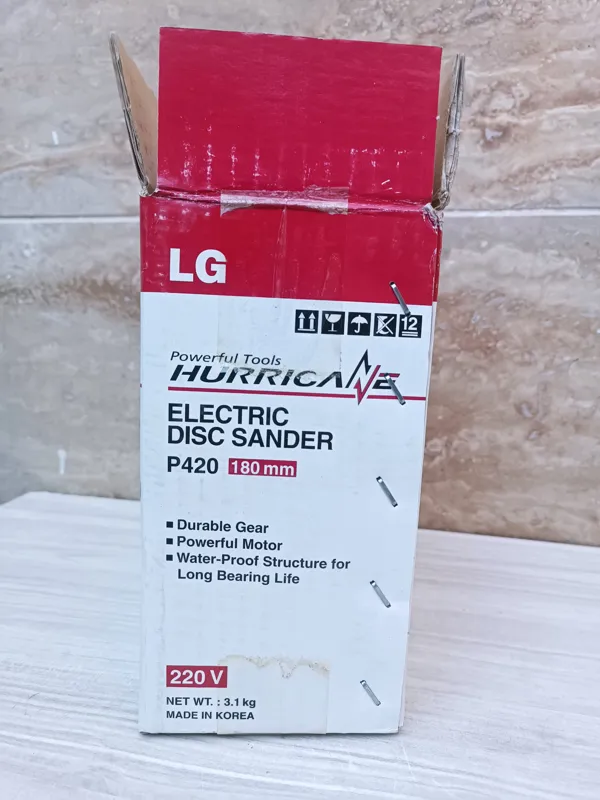 LG
12
Powerful Tools
HURRICANE
ELECTRIC
DISC SANDER
P420 180 mm
▪ Durable Gear
▪ Powerful Motor
▪ Water-Proof Structure for
Long Bearing Life
220 V
NET WT. : 3.1 kg
MADE IN KOREA